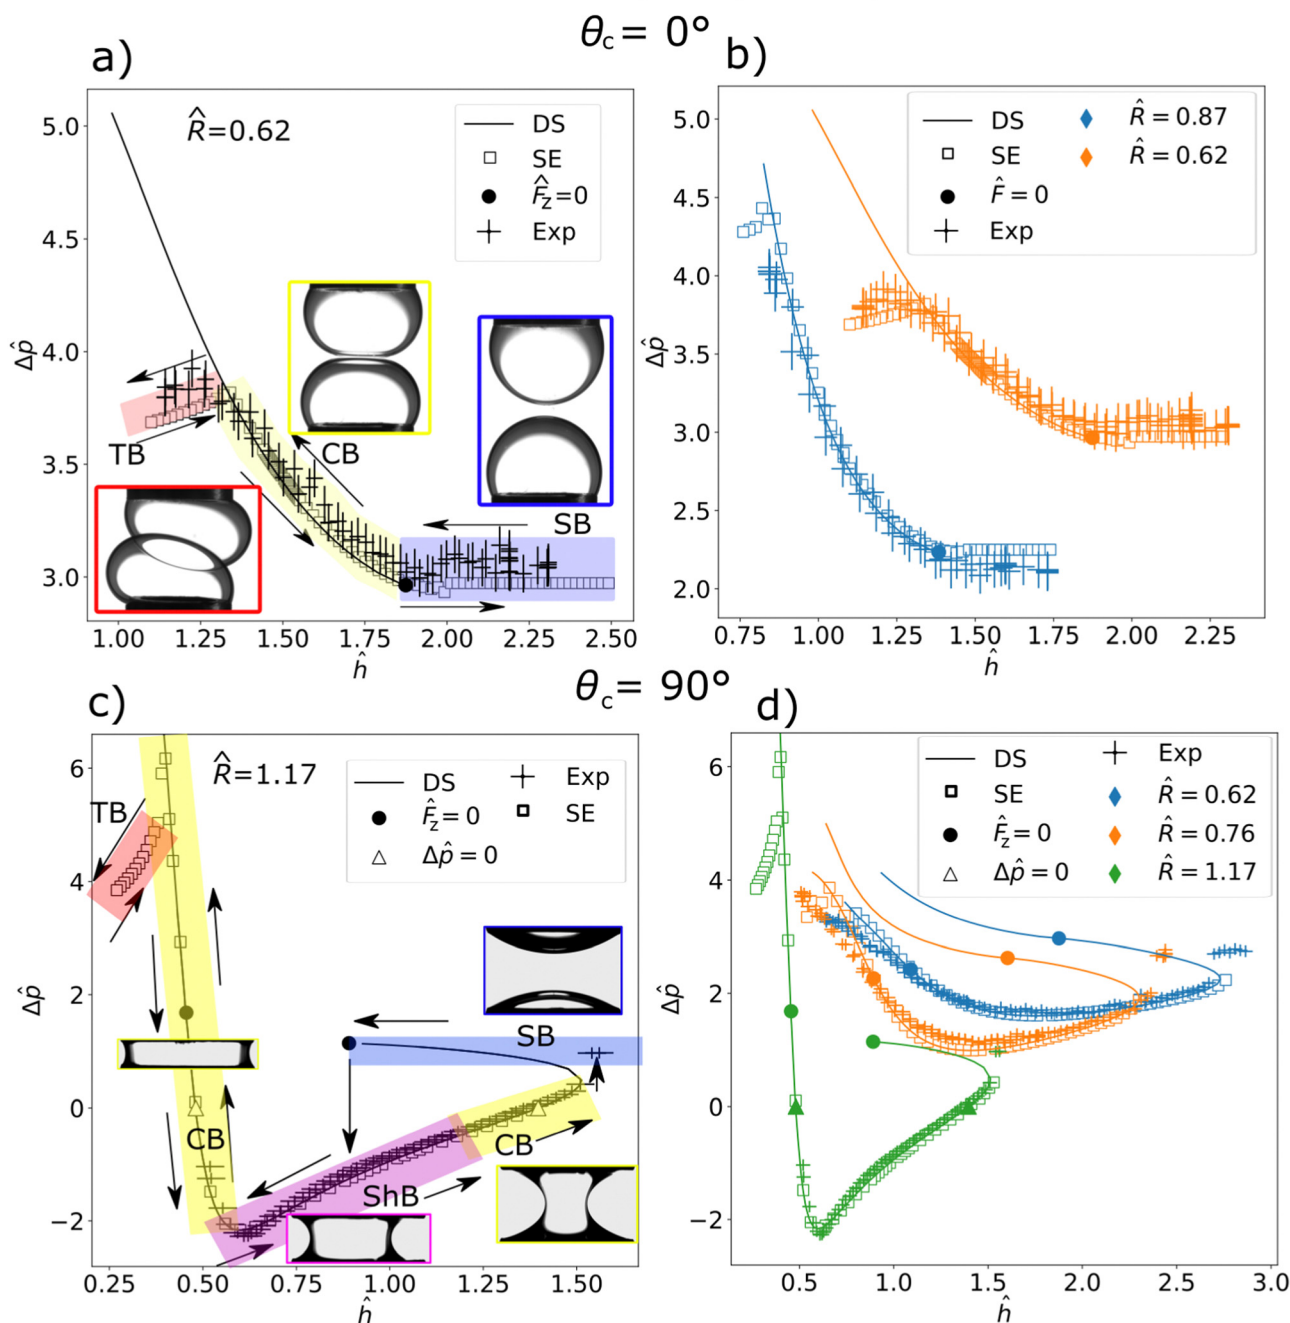 θc = 0°
a)
R̂=0.62
DS
SE
F̂z=0
Exp
TB
CB
SB
5.0
4.5
4.0
3.5
3.0
Δp̂
1.00 1.25 1.50 1.75 2.00 2.25 2.50
ĥ
b)
DS
SE
F̂ = 0
Exp
R̂ = 0.87
R̂ = 0.62
5.0
4.5
4.0
3.5
3.0
2.5
2.0
Δp̂
0.75 1.00 1.25 1.50 1.75 2.00 2.25
ĥ
θc = 90°
c)
R̂=1.17
DS
F̂z = 0
Δp̂ = 0
Exp
SE
TB
SB
CB
CB
ShB
6
4
2
0
−2
Δp̂
0.25 0.50 0.75 1.00 1.25 1.50
ĥ
d)
DS
SE
F̂z = 0
Δp̂ = 0
Exp
R̂ = 0.62
R̂ = 0.76
R̂ = 1.17
6
4
2
0
−2
Δp̂
0.5 1.0 1.5 2.0 2.5 3.0
ĥ